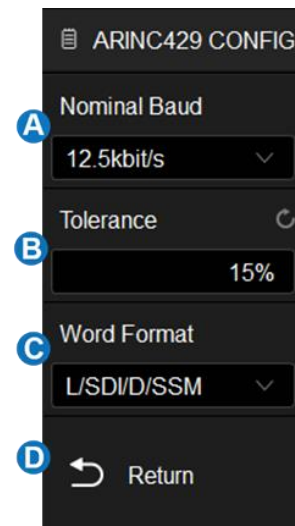 ARINC429 CONFIG
A
Nominal Baud
12.5kbit/s
B
Tolerance
15%
C
Word Format
L/SDI/D/SSM
D
Return